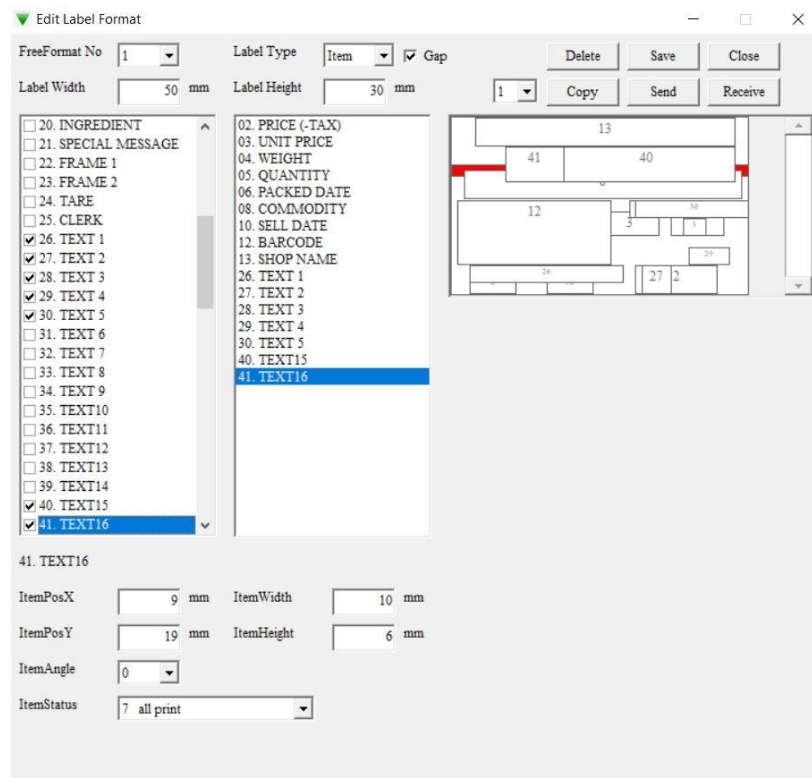 Edit Label Format
FreeFormat No 1 Label Type Item Gap Delete Save Close
Label Width 50 mm Label Height 30 mm 1 Copy Send Receive
20. INGREDIENT
21. SPECIAL MESSAGE
22. FRAME 1
23. FRAME 2
24. TARE
25. CLERK
26. TEXT 1
27. TEXT 2
28. TEXT 3
29. TEXT 4
30. TEXT 5
31. TEXT 6
32. TEXT 7
33. TEXT 8
34. TEXT 9
35. TEXT10
36. TEXT11
37. TEXT12
38. TEXT13
39. TEXT14
40. TEXT15
41. TEXT16
02. PRICE (-TAX)
03. UNIT PRICE
04. WEIGHT
05. QUANTITY
06. PACKED DATE
08. COMMODITY
10. SELL DATE
12. BARCODE
13. SHOP NAME
26. TEXT 1
27. TEXT 2
28. TEXT 3
29. TEXT 4
30. TEXT 5
40. TEXT15
41. TEXT16
13
41 40
12 30
3 5
29
26 27 2
41. TEXT16
ItemPosX 9 mm ItemWidth 10 mm
ItemPosY 19 mm ItemHeight 6 mm
ItemAngle 0
ItemStatus 7 all print